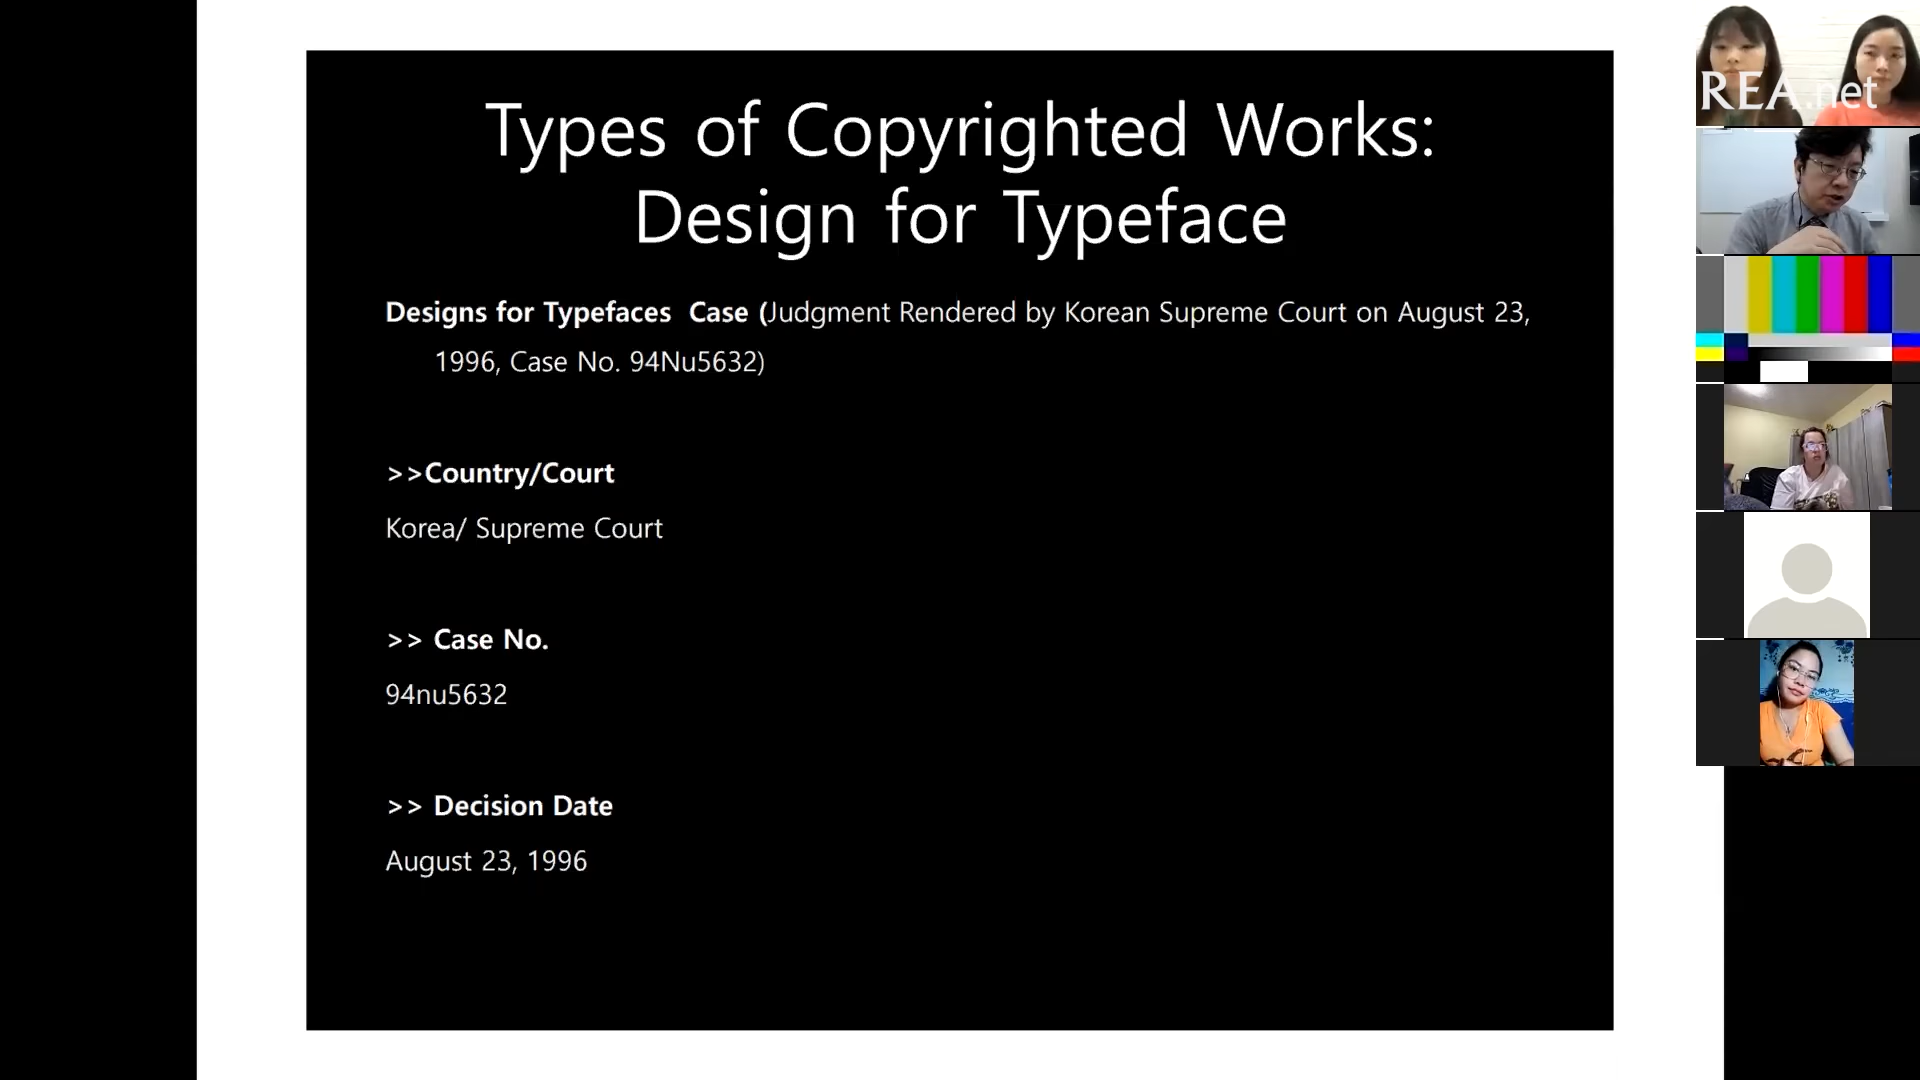 Types of Copyrighted Works:
Design for Typeface
Designs for Typefaces Case (Judgment Rendered by Korean Supreme Court on August 23,
1996, Case No. 94Nu5632)
>>Country/Court
Korea/ Supreme Court
>> Case No.
94nu5632
>> Decision Date
August 23, 1996
REA.net